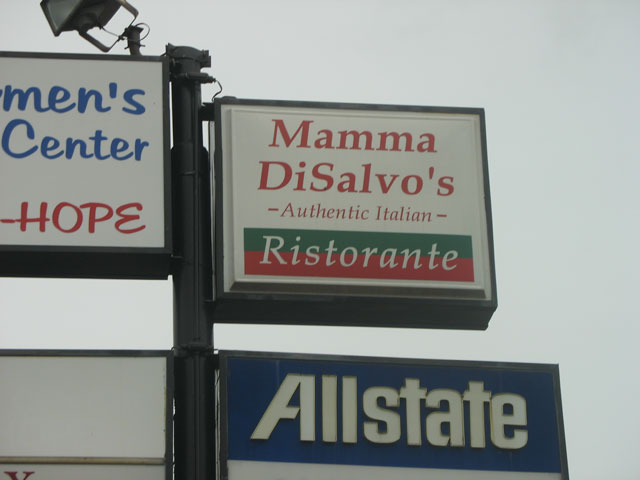 men's
Center
-HOPE
Mamma
DiSalvo's
-Authentic Italian-
Ristorante
Allstate